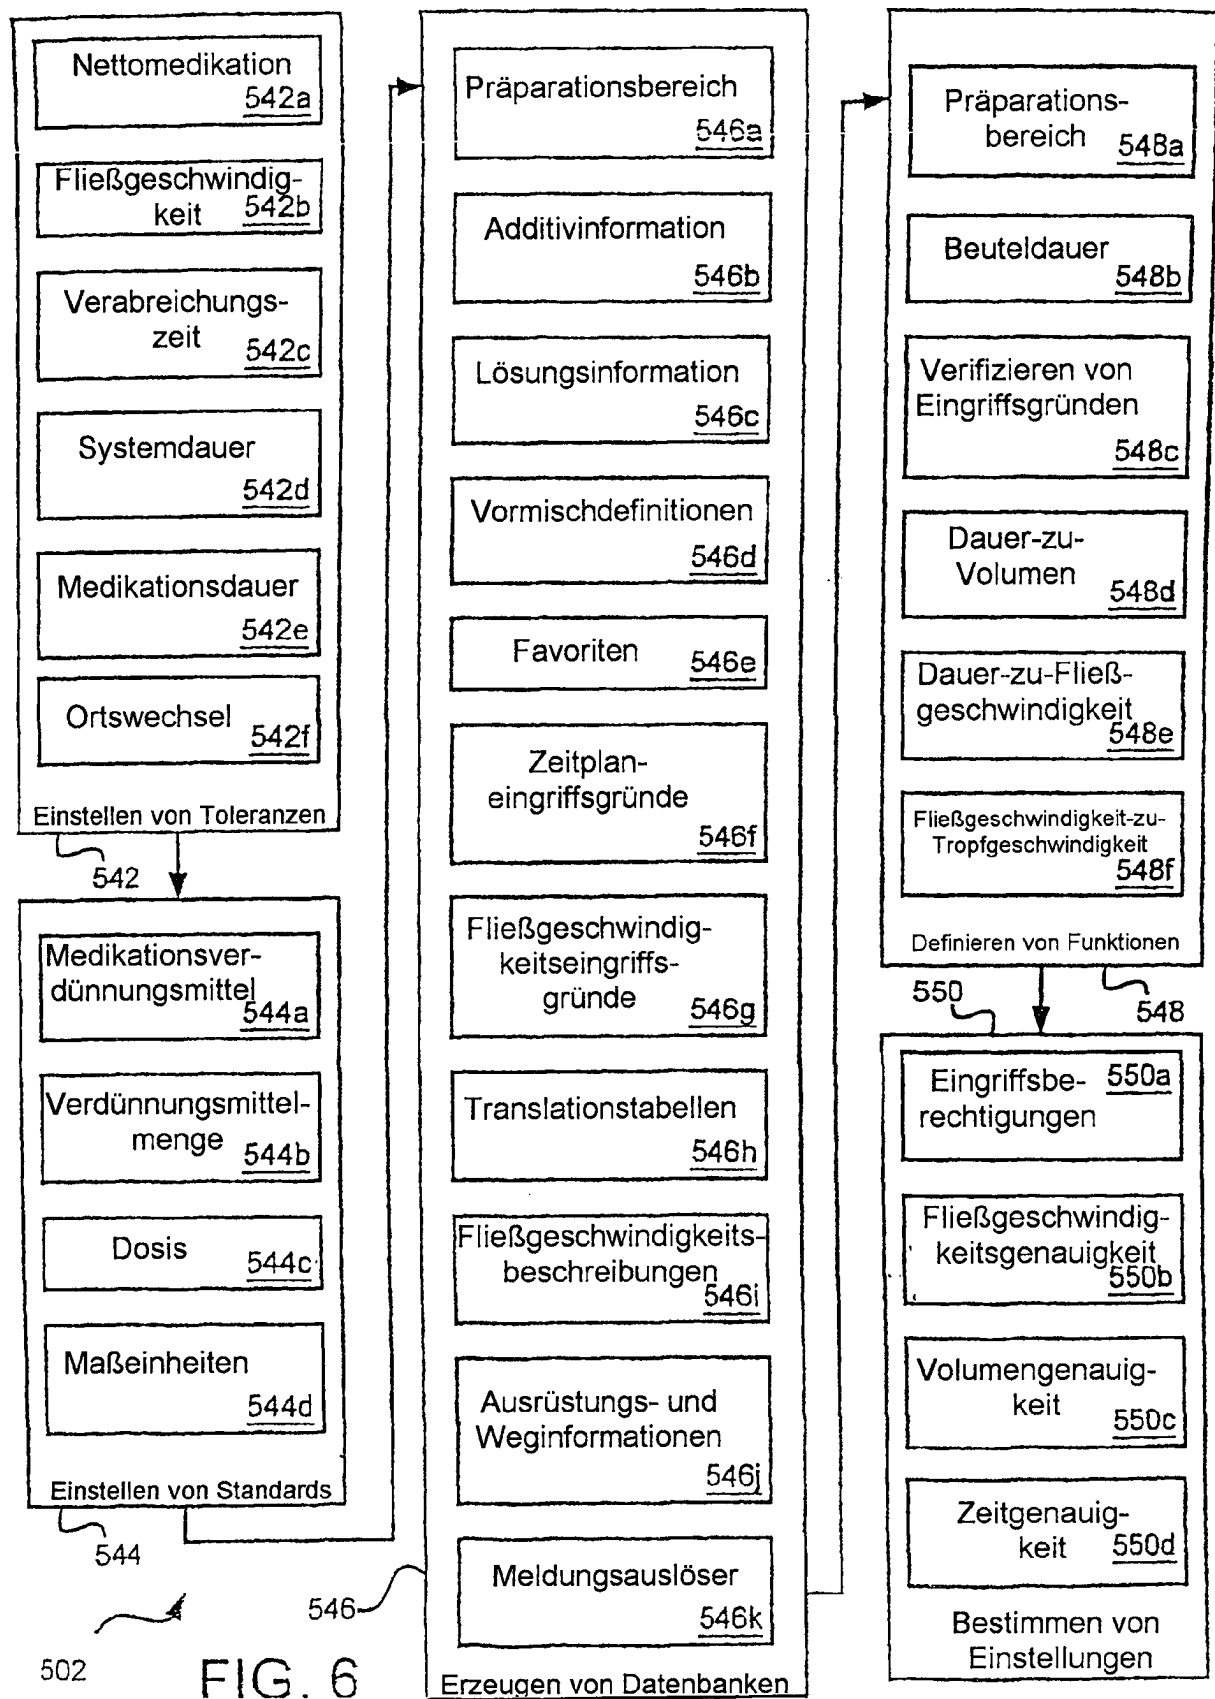 Nettomedikation
542a
Fließgeschwindig-
keit 542b
Verabreichungs-
zeit 542c
Systemdauer
542d
Medikationsdauer
542e
Ortswechsel
542f
Einstellen von Toleranzen
542
Medikationsver-
dünnungsmittel
544a
Verdünnungsmittel-
menge 544b
Dosis
544c
Maßeinheiten
544d
Einstellen von Standards
544
502
FIG. 6
Präparationsbereich
546a
Additivinformation
546b
Lösungsinformation
546c
Vormischdefinitionen
546d
Favoriten 546e
Zeitplan-
eingriffsgründe
546f
Fließgeschwindig-
keitseingriffs-
gründe 546g
Translationstabellen
546h
Fließgeschwindigkeits-
beschreibungen
546i
Ausrüstungs- und
Weginformationen
546j
Meldungsauslöser
546k
546
Erzeugen von Datenbanken
Präparations-
bereich 548a
Beuteldauer
548b
Verifizieren von
Eingriffsgründen
548c
Dauer-zu-
Volumen
548d
Dauer-zu-Fließ-
geschwindigkeit
548e
Fließgeschwindigkeit-zu-
Tropfgeschwindigkeit
548f
Definieren von Funktionen
550
548
Eingriffsbe- 550a
rechtigungen
Fließgeschwindig-
keitsgenauigkeit
550b
Volumengenauig-
keit 550c
Zeitgenauig-
keit 550d
Bestimmen von
Einstellungen